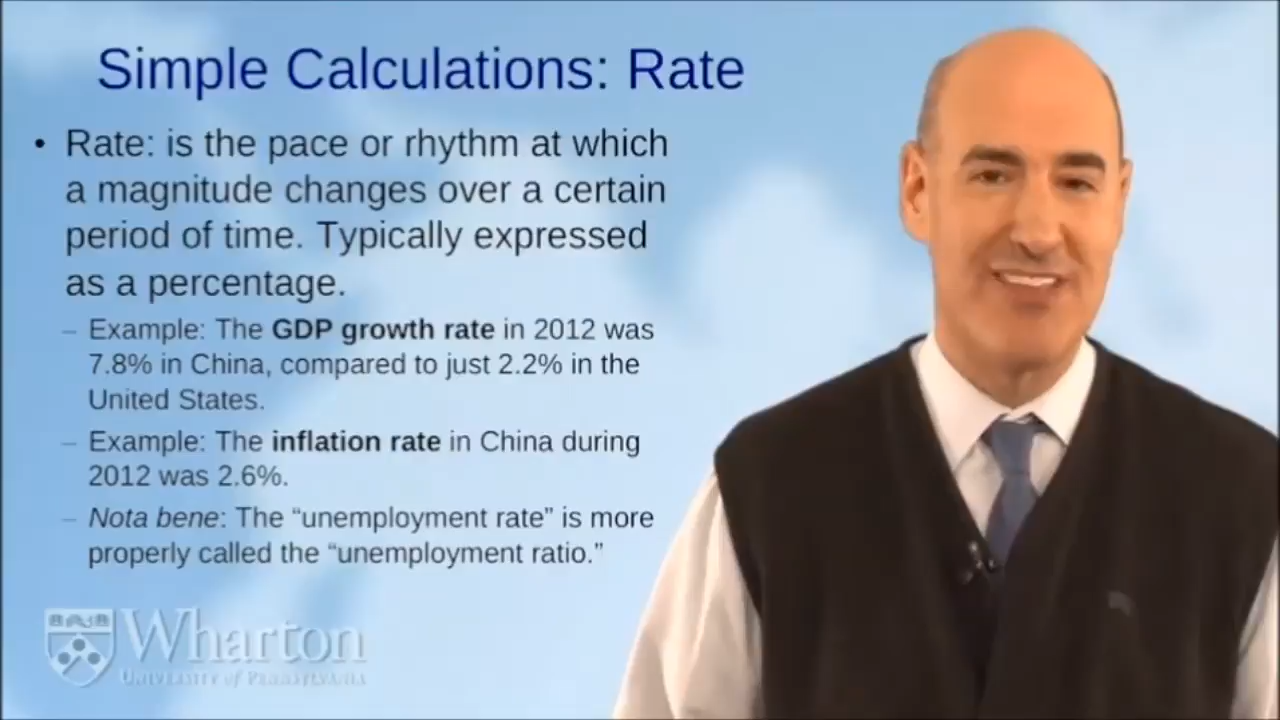 Simple Calculations: Rate
• Rate: is the pace or rhythm at which
a magnitude changes over a certain
period of time. Typically expressed
as a percentage.
– Example: The GDP growth rate in 2012 was
7.8% in China, compared to just 2.2% in the
United States.
– Example: The inflation rate in China during
2012 was 2.6%.
– Nota bene: The “unemployment rate” is more
properly called the “unemployment ratio.”
Wharton
UNIVERSITY of PENNSYLVANIA